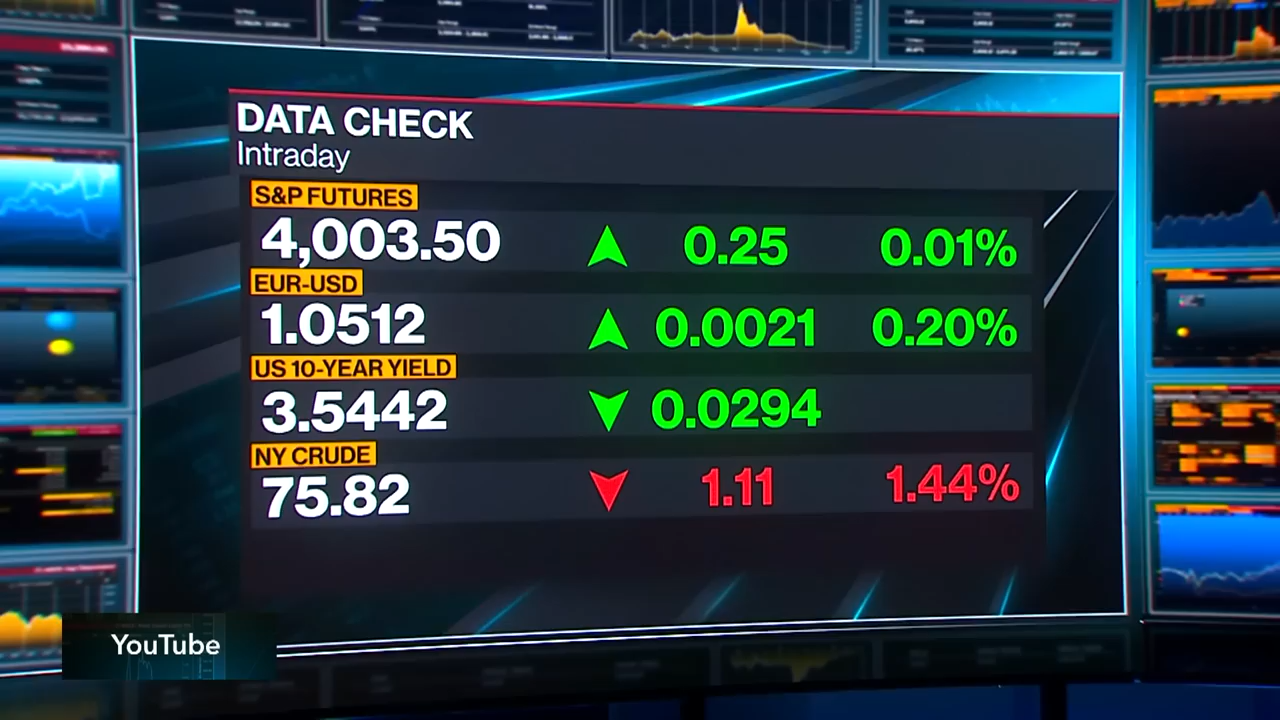 DATA CHECK
Intraday
S&P FUTURES
4,003.50 ▲ 0.25 0.01%
EUR-USD
1.0512 ▲ 0.0021 0.20%
US 10-YEAR YIELD
3.5442 ▼ 0.0294
NY CRUDE
75.82 ▼ 1.11 1.44%
YouTube